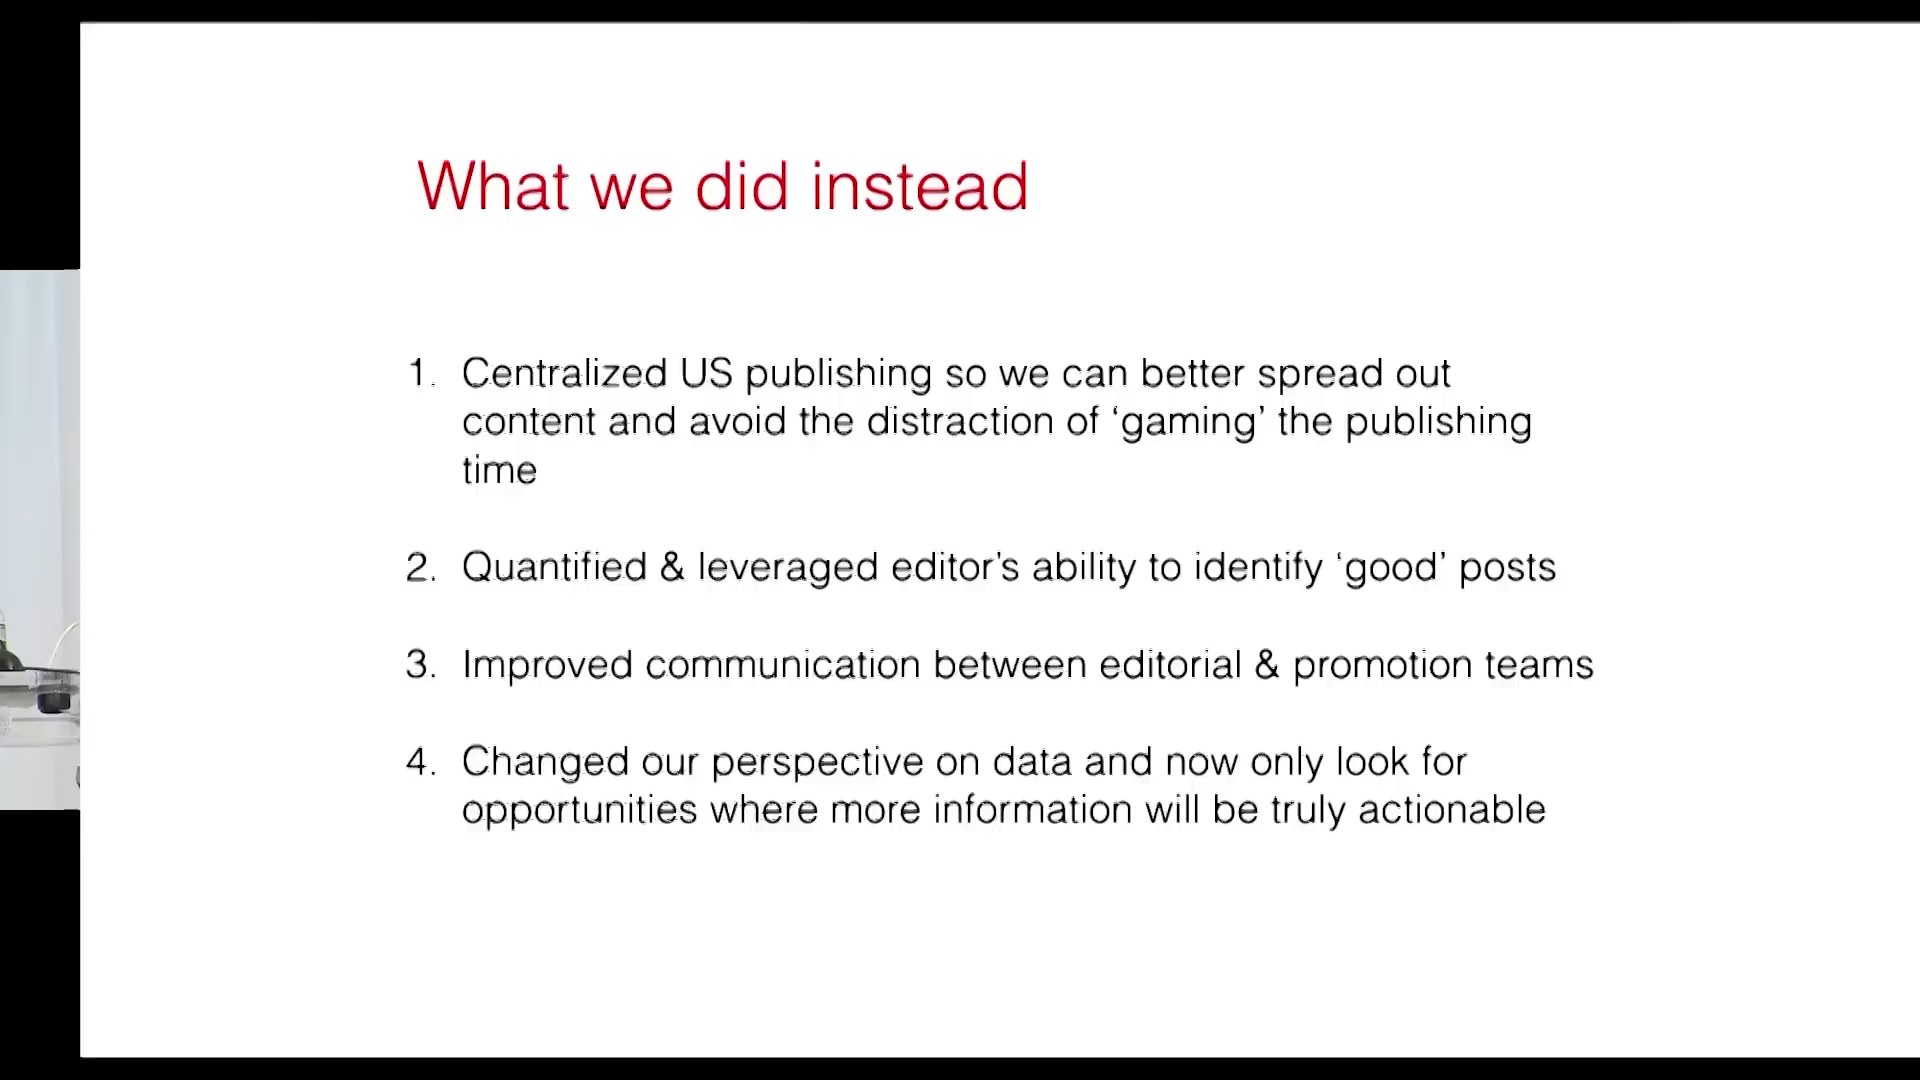 What we did instead
1. Centralized US publishing so we can better spread out
content and avoid the distraction of ‘gaming’ the publishing
time
2. Quantified & leveraged editor’s ability to identify ‘good’ posts
3. Improved communication between editorial & promotion teams
4. Changed our perspective on data and now only look for
opportunities where more information will be truly actionable